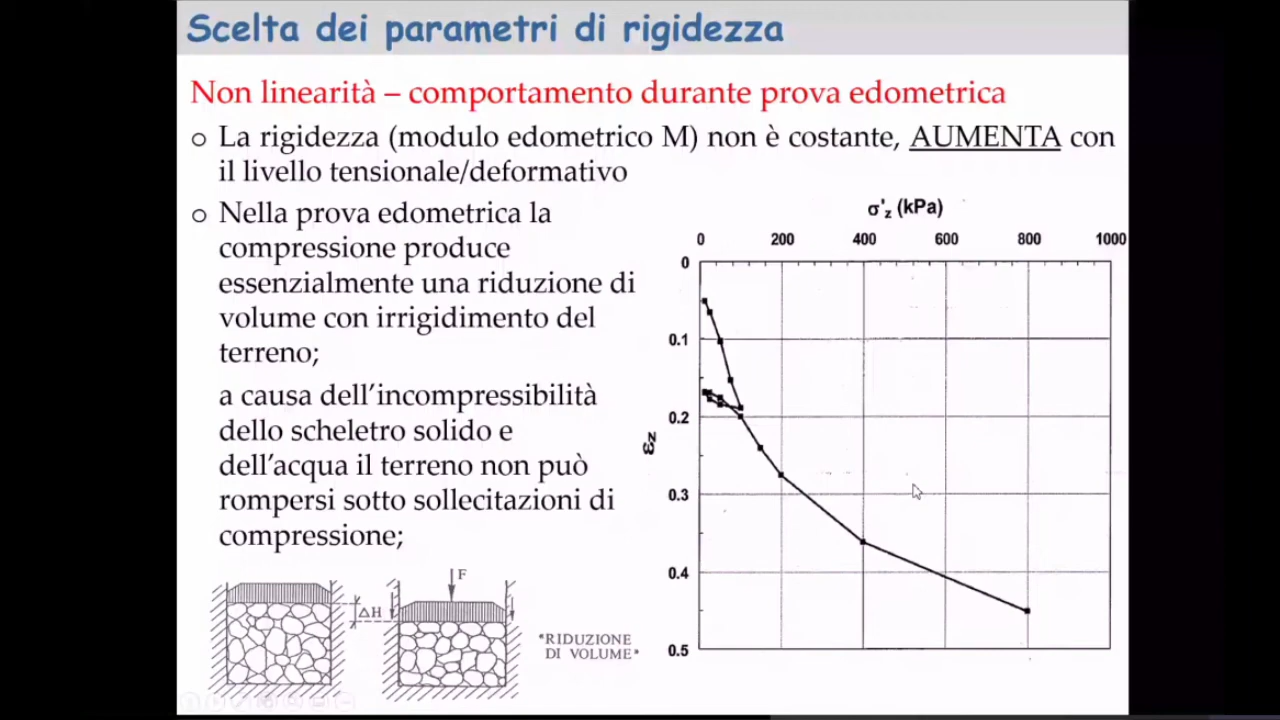 Scelta dei parametri di rigidezza
Non linearità – comportamento durante prova edometrica
o La rigidezza (modulo edometrico M) non è costante, AUMENTA con
il livello tensionale/deformativo
o Nella prova edometrica la
compressione produce
essenzialmente una riduzione di
volume con irrigidimento del
terreno;
a causa dell'incompressibilità
dello scheletro solido e
dell'acqua il terreno non può
rompersi sotto sollecitazioni di
compressione;
σ'z (kPa)
0 200 400 600 800 1000
0
0.1
0.2
εz
0.3
0.4
0.5
F
ΔH
"RIDUZIONE
DI VOLUME"